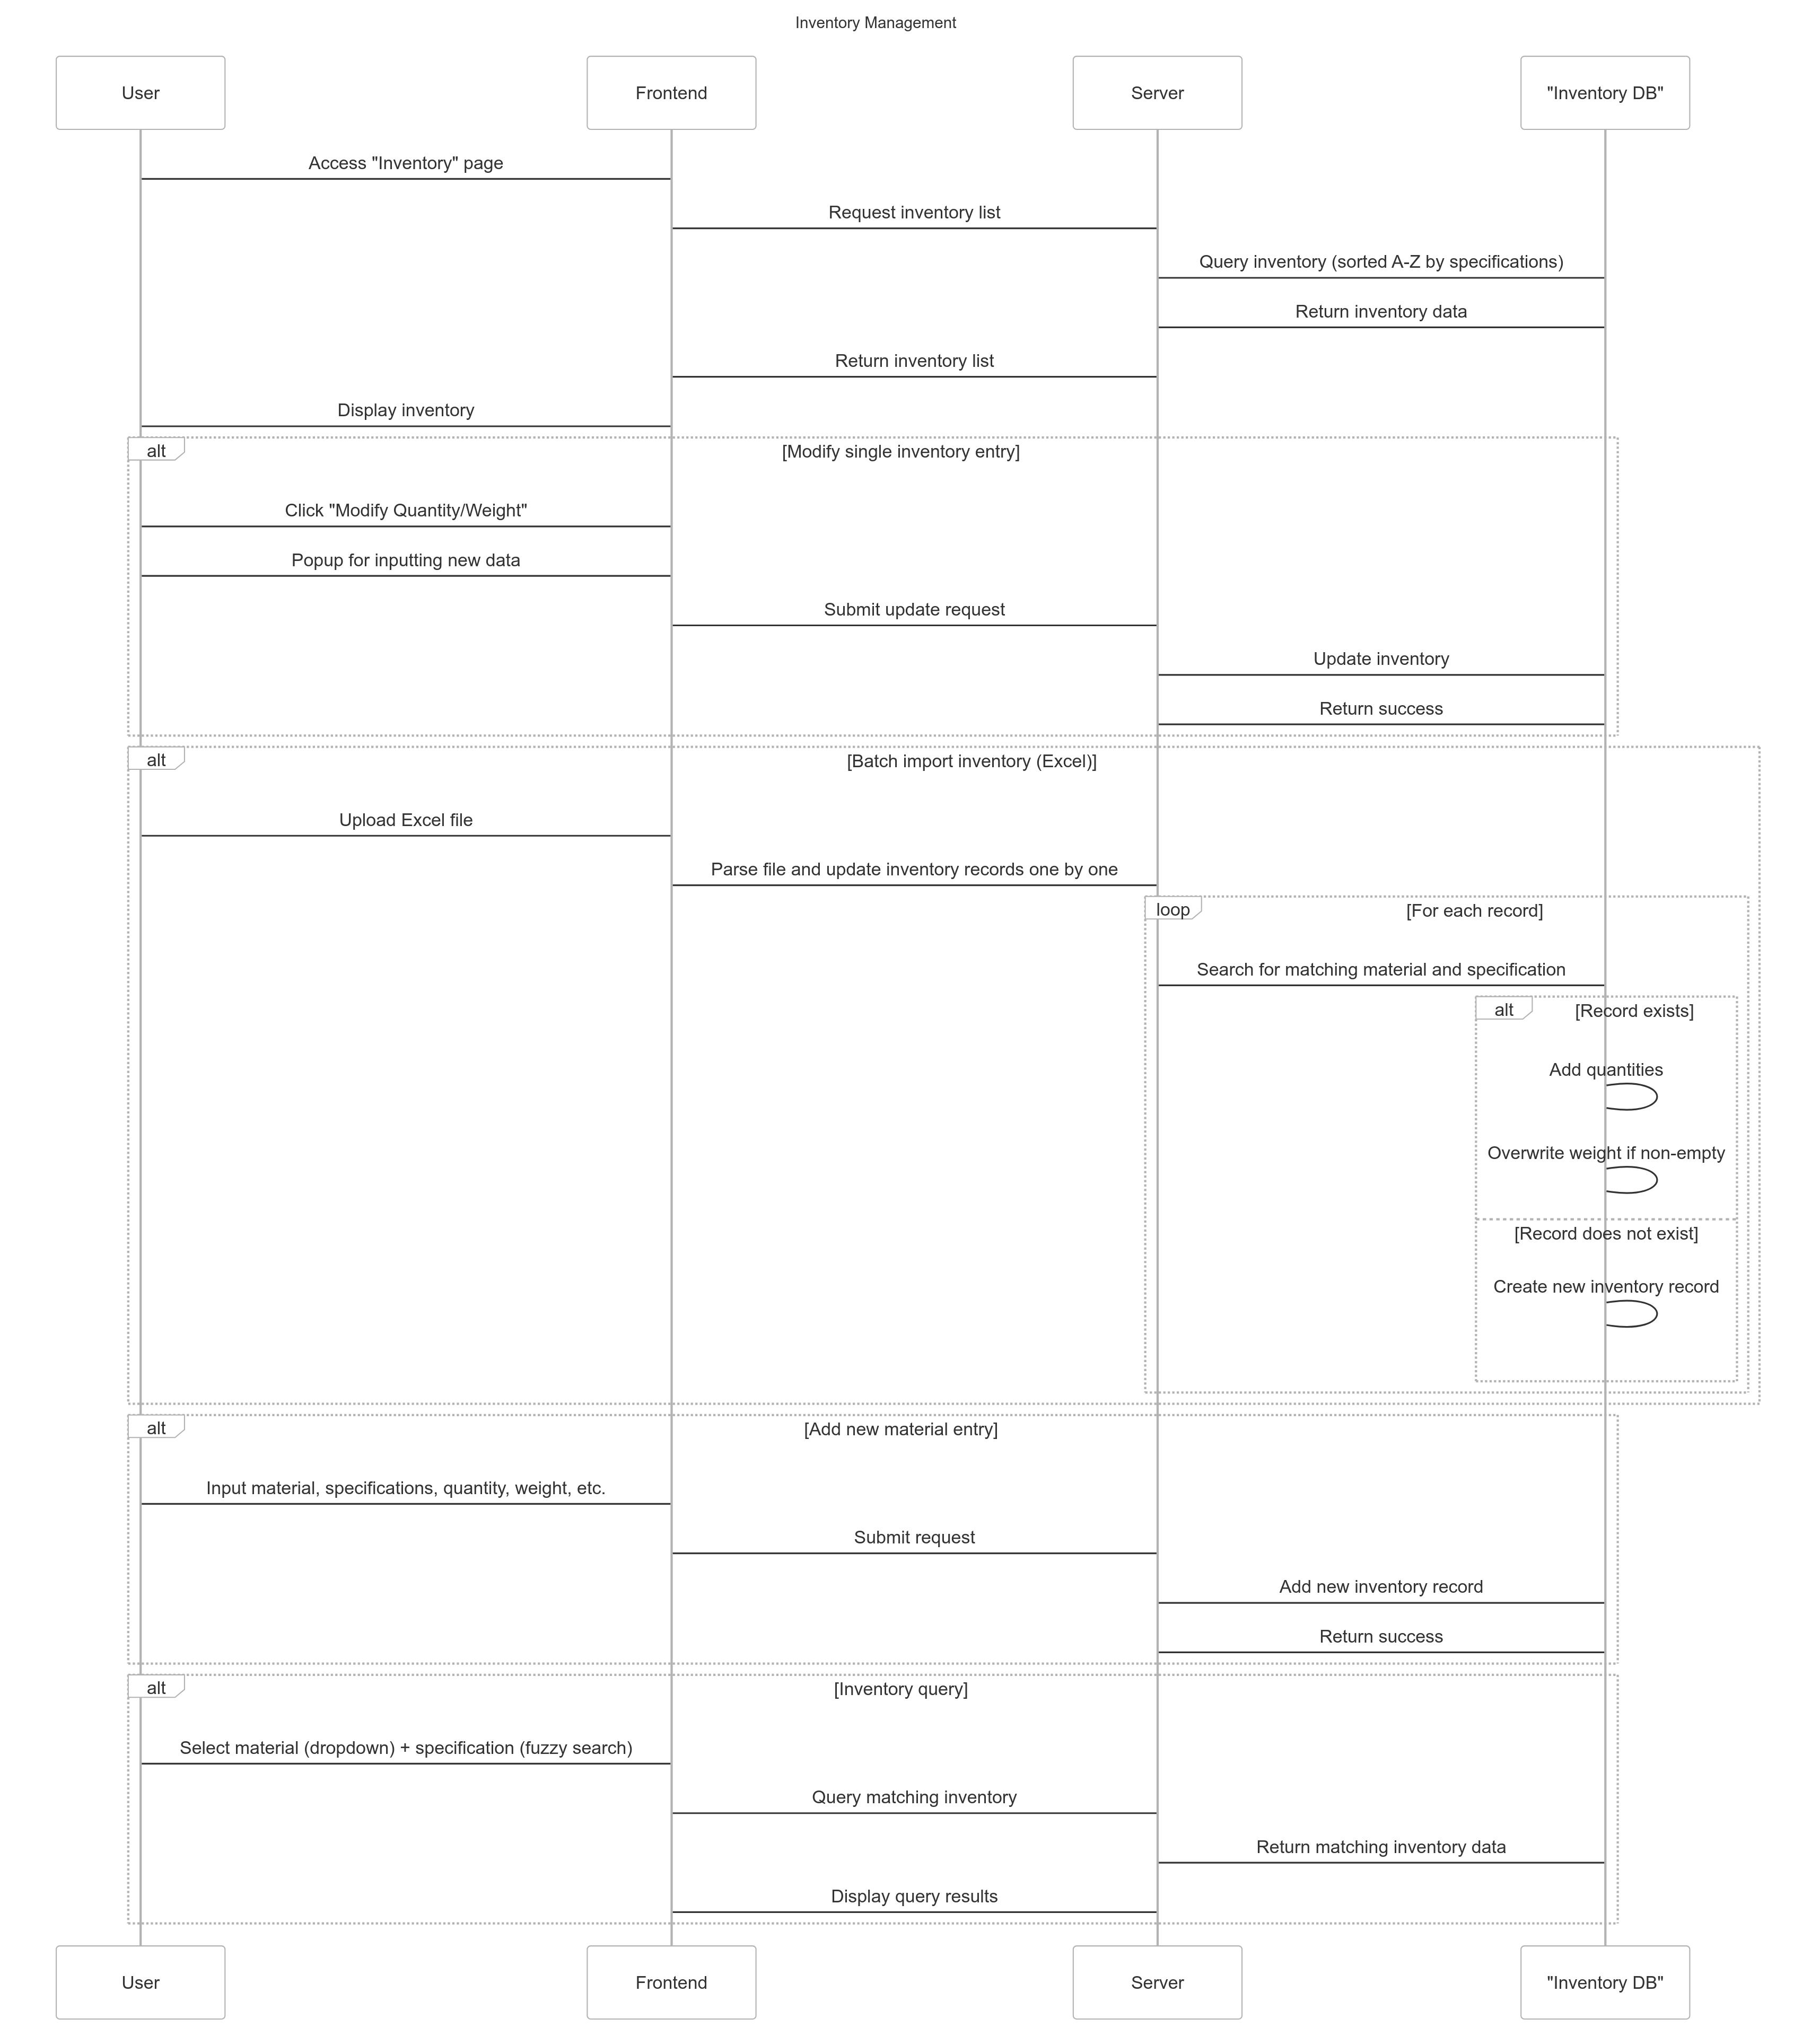 Inventory Management
User
Frontend
Server
"Inventory DB"
Access "Inventory" page
Request inventory list
Query inventory (sorted A-Z by specifications)
Return inventory data
Return inventory list
Display inventory
alt
[Modify single inventory entry]
Click "Modify Quantity/Weight"
Popup for inputting new data
Submit update request
Update inventory
Return success
alt
[Batch import inventory (Excel)]
Upload Excel file
Parse file and update inventory records one by one
loop
[For each record]
Search for matching material and specification
alt
[Record exists]
Add quantities
Overwrite weight if non-empty
[Record does not exist]
Create new inventory record
alt
[Add new material entry]
Input material, specifications, quantity, weight, etc.
Submit request
Add new inventory record
Return success
alt
[Inventory query]
Select material (dropdown) + specification (fuzzy search)
Query matching inventory
Return matching inventory data
Display query results
User
Frontend
Server
"Inventory DB"